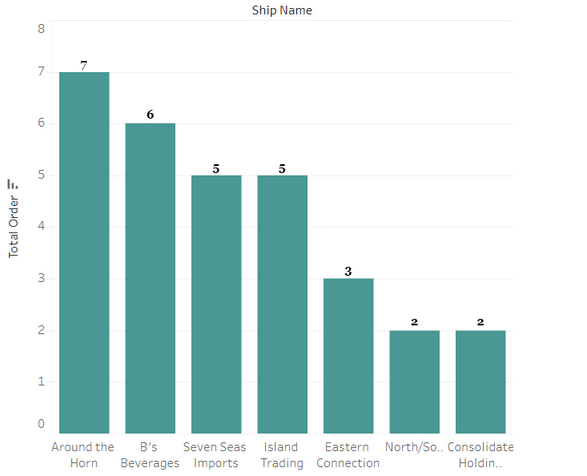 Ship Name
Total Order
8
7
6
5
4
3
2
1
0
7
6
5
5
3
2
2
Around the
Horn
B's
Beverages
Seven Seas
Imports
Island
Trading
Eastern
Connection
North/So..
Consolidate
Holdin..